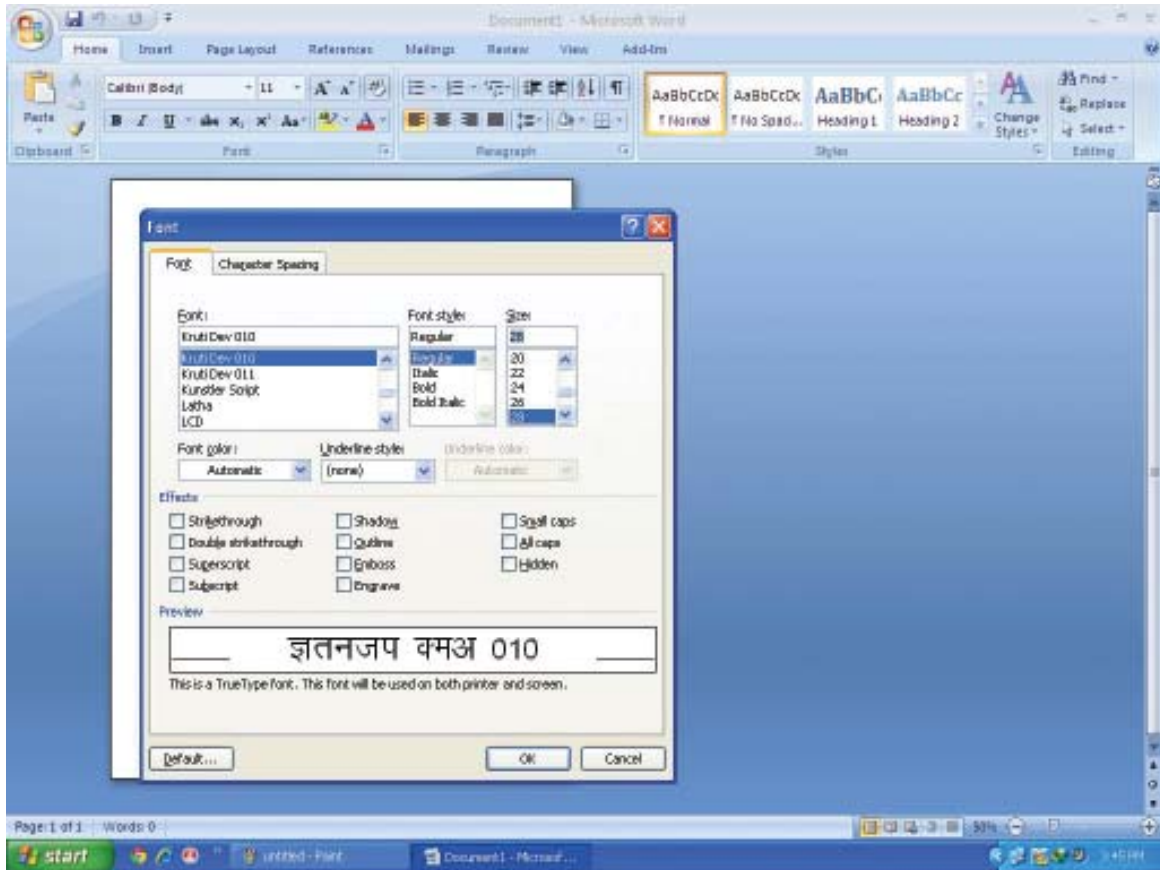 Document1 - Microsoft Word
Home Insert Page Layout References Mailings Review View Add-Ins
Calibri (Body) 11
Paste
B I U abc x, x' Aa A
AaBbCcDc AaBbCcDc AaBbC AaBbCc
¶ Normal ¶ No Spaci... Heading 1 Heading 2
Change Styles
Find
Replace
Select
Clipboard Font Paragraph Styles Editing
Font
Font Character Spacing
Font: Font style: Size:
Kruti Dev 010 Regular 28
Kruti Dev 010 Regular 20
Kruti Dev 011 Italic 22
Kunstler Script Bold 24
Latha Bold Italic 26
LCD 28
Font color: Underline style: Underline color:
Automatic (none) Automatic
Effects
Strikethrough Shadow Small caps
Double strikethrough Outline All caps
Superscript Emboss Hidden
Subscript Engrave
Preview
ज्ञतनजप क्मअ 010
This is a TrueType font. This font will be used on both printer and screen.
Default... OK Cancel
Page: 1 of 1 Words: 0 50%
start untitled - Paint Document1 - Microsof...